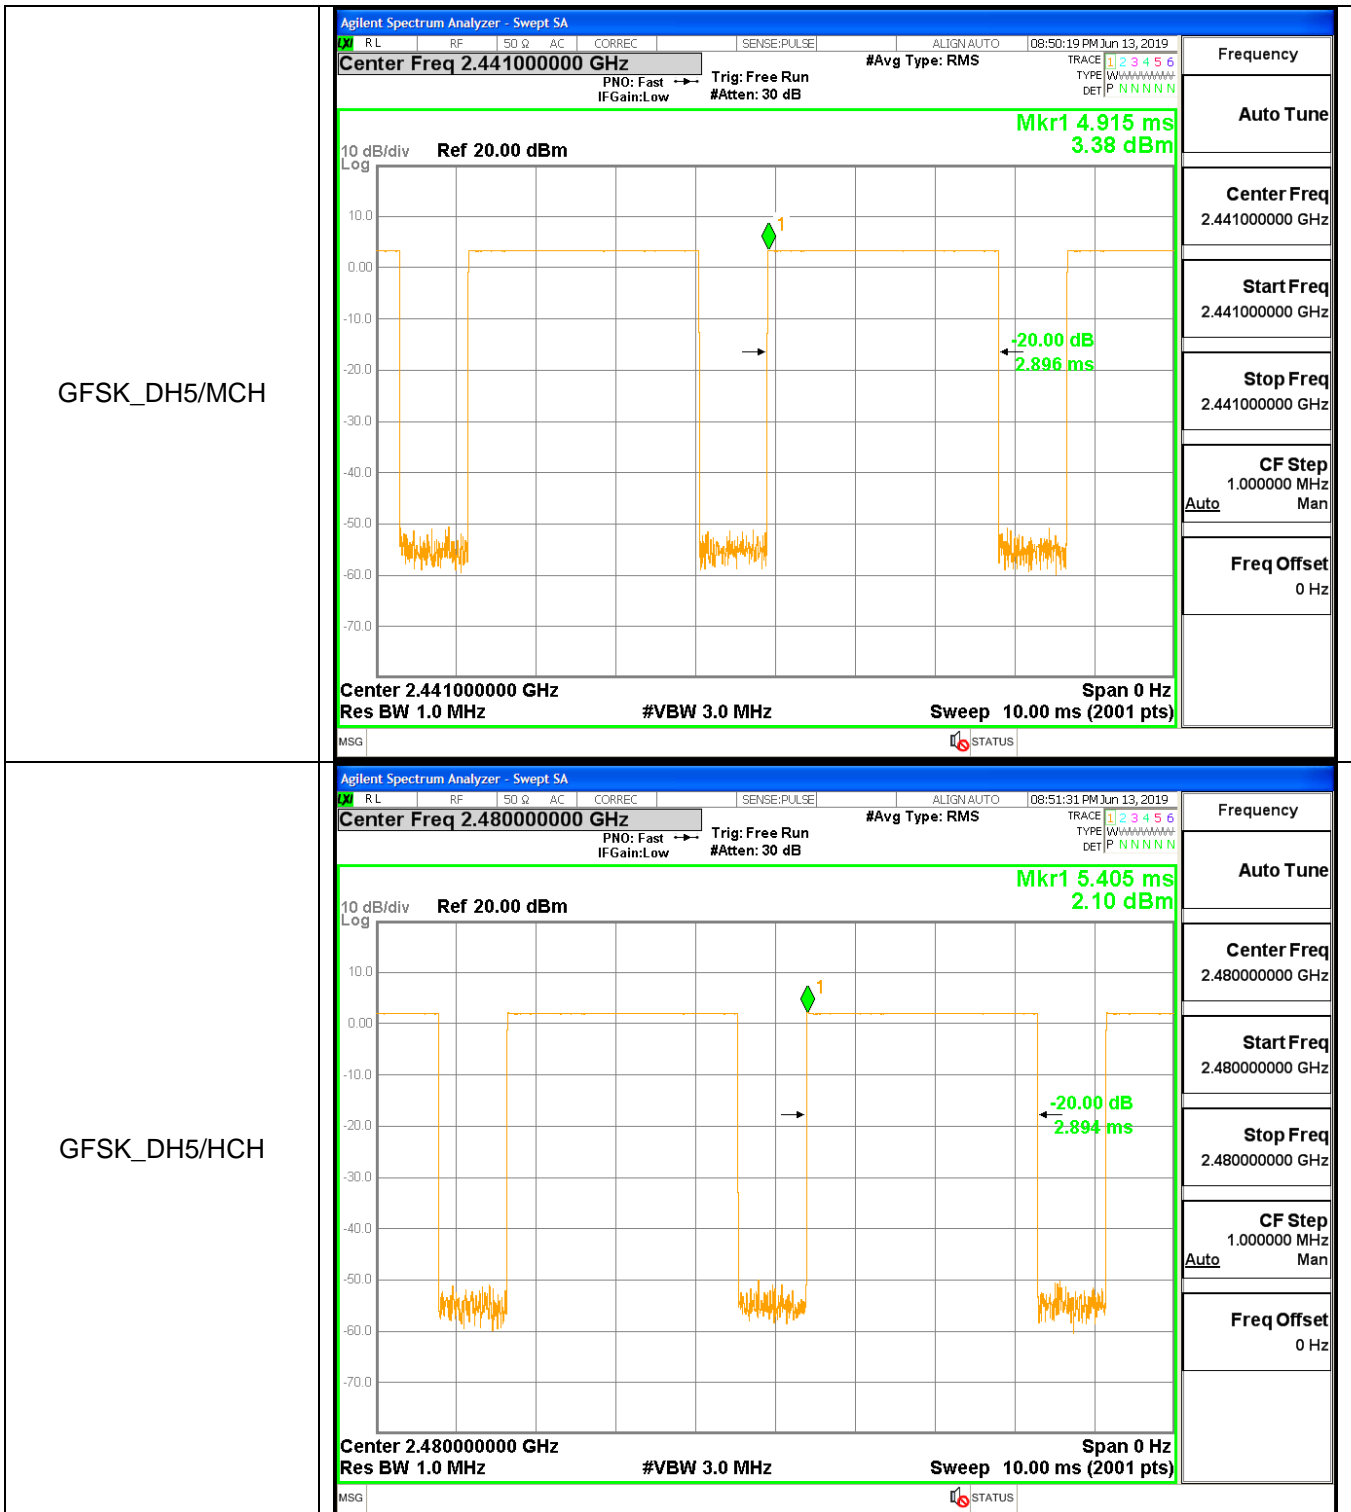 GFSK_DH5/MCH
Agilent Spectrum Analyzer - Swept SA
LXI RL RF 50 Ω AC CORREC SENSE:PULSE ALIGN AUTO 08:50:19 PM Jun 13, 2019
Center Freq 2.441000000 GHz #Avg Type: RMS TRACE 1 2 3 4 5 6
PNO: Fast Trig: Free Run TYPE
IFGain:Low #Atten: 30 dB DET P N N N N N
Mkr1 4.915 ms
3.38 dBm
10 dB/div Ref 20.00 dBm
Log
10.0
1
0.00
-10.0
-20.00 dB
2.896 ms
-20.0
-30.0
-40.0
-50.0
-60.0
-70.0
Center 2.441000000 GHz Span 0 Hz
Res BW 1.0 MHz #VBW 3.0 MHz Sweep 10.00 ms (2001 pts)
MSG STATUS
Frequency
Auto Tune
Center Freq
2.441000000 GHz
Start Freq
2.441000000 GHz
Stop Freq
2.441000000 GHz
CF Step
1.000000 MHz
Auto Man
Freq Offset
0 Hz
GFSK_DH5/HCH
Agilent Spectrum Analyzer - Swept SA
LXI RL RF 50 Ω AC CORREC SENSE:PULSE ALIGN AUTO 08:51:31 PM Jun 13, 2019
Center Freq 2.480000000 GHz #Avg Type: RMS TRACE 1 2 3 4 5 6
PNO: Fast Trig: Free Run TYPE
IFGain:Low #Atten: 30 dB DET P N N N N N
Mkr1 5.405 ms
2.10 dBm
10 dB/div Ref 20.00 dBm
Log
10.0
1
0.00
-10.0
-20.00 dB
2.894 ms
-20.0
-30.0
-40.0
-50.0
-60.0
-70.0
Center 2.480000000 GHz Span 0 Hz
Res BW 1.0 MHz #VBW 3.0 MHz Sweep 10.00 ms (2001 pts)
MSG STATUS
Frequency
Auto Tune
Center Freq
2.480000000 GHz
Start Freq
2.480000000 GHz
Stop Freq
2.480000000 GHz
CF Step
1.000000 MHz
Auto Man
Freq Offset
0 Hz